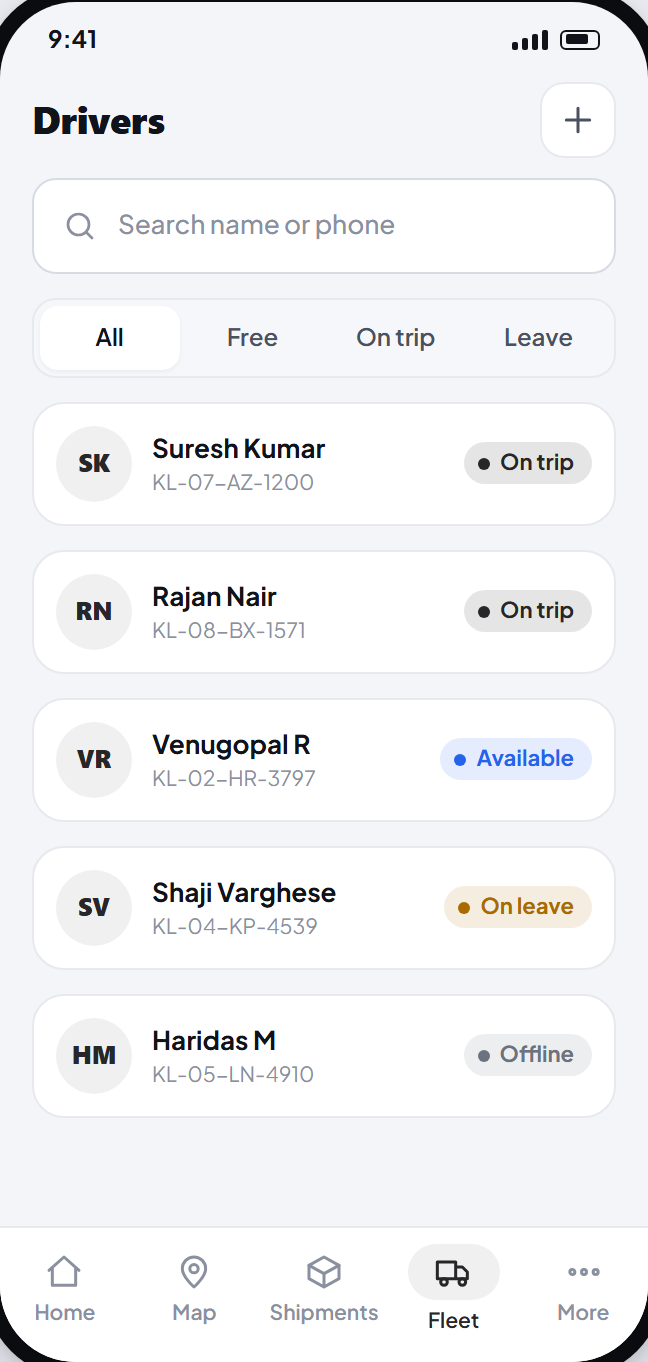 9:41
Drivers
Search name or phone
All Free On trip Leave
SK Suresh Kumar On trip
KL-07-AZ-1200
RN Rajan Nair On trip
KL-08-BX-1571
VR Venugopal R Available
KL-02-HR-3797
SV Shaji Varghese On leave
KL-04-KP-4539
HM Haridas M Offline
KL-05-LN-4910
Home Map Shipments Fleet More